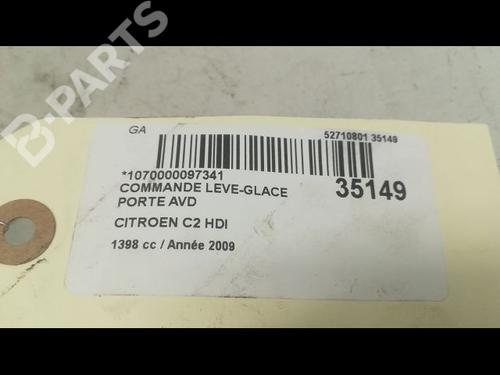 B-PARTS
GA
52710801 35149
*1070000097341
COMMANDE LEVE-GLACE
35149
PORTE AVD
CITROEN C2 HDI
1398 cc / Année 2009